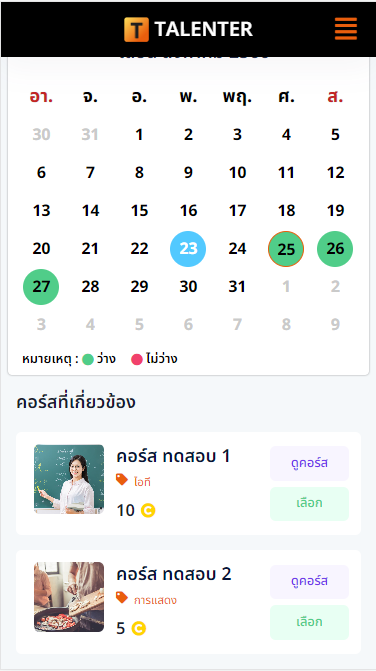 TALENTER
อา. จ. อ. พ. พฤ. ศ. ส.
30 31 1 2 3 4 5
6 7 8 9 10 11 12
13 14 15 16 17 18 19
20 21 22 23 24 25 26
27 28 29 30 31 1 2
3 4 5 6 7 8 9
หมายเหตุ : ว่าง ไม่ว่าง
คอร์สที่เกี่ยวข้อง
คอร์ส ทดสอบ 1
ดูคอร์ส
ไอที
10
เลือก
คอร์ส ทดสอบ 2
ดูคอร์ส
การแสดง
5
เลือก